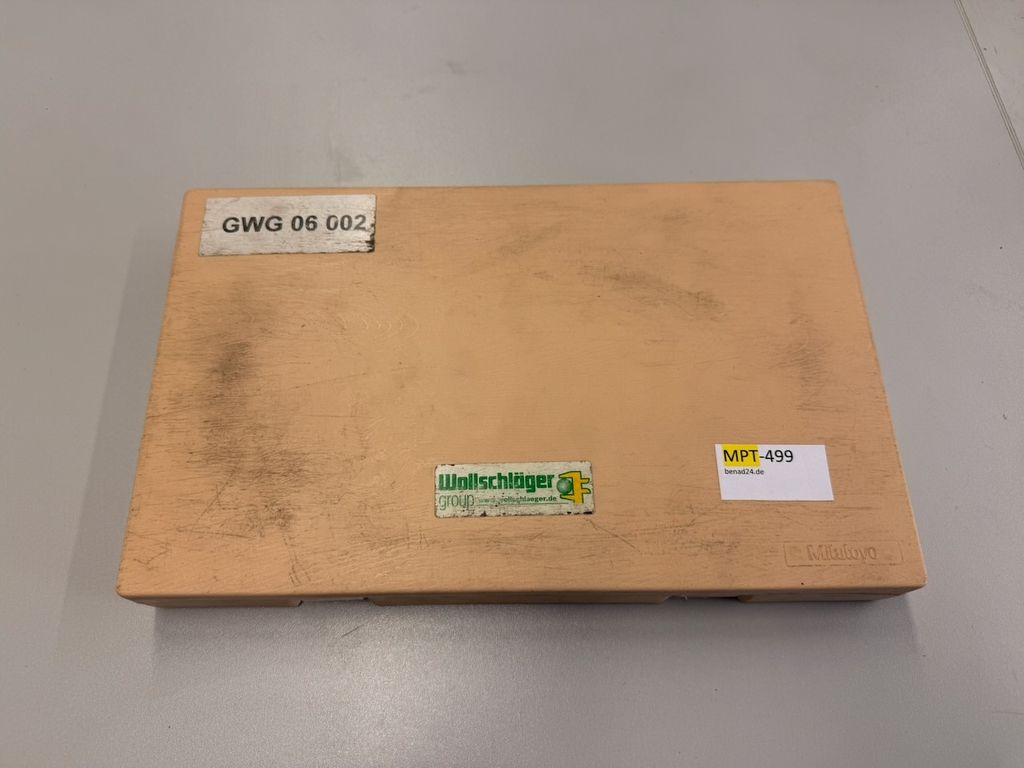 GWG 06 002
Wollschläger
group www.wollschlaeger.de
MPT-499
benad24.de
Mitutoyo